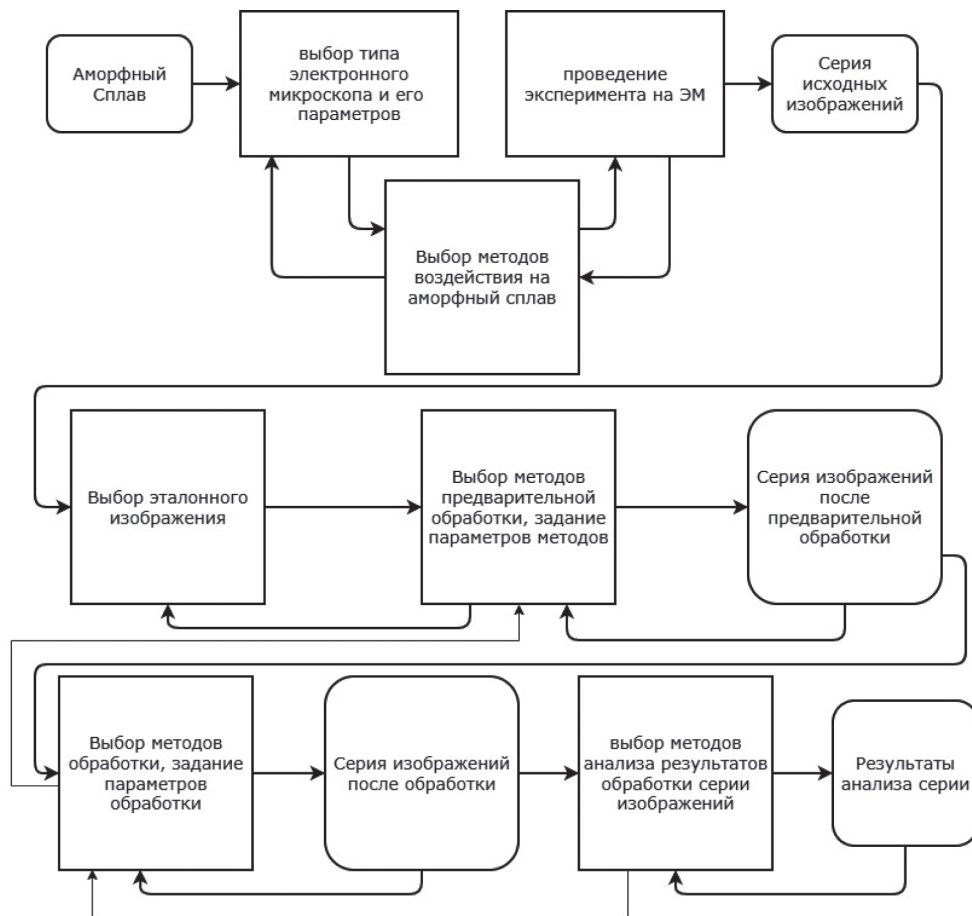 Аморфный
Сплав
выбор типа
электронного
микроскопа и его
параметров
проведение
эксперимента на ЭМ
Серия
исходных
изображений
Выбор методов
воздействия на
аморфный сплав
Выбор эталонного
изображения
Выбор методов
предварительной
обработки, задание
параметров методов
Серия изображений
после
предварительной
обработки
Выбор методов
обработки, задание
параметров
обработки
Серия изображений
после обработки
выбор методов
анализа результатов
обработки серии
изображений
Результаты
анализа серии